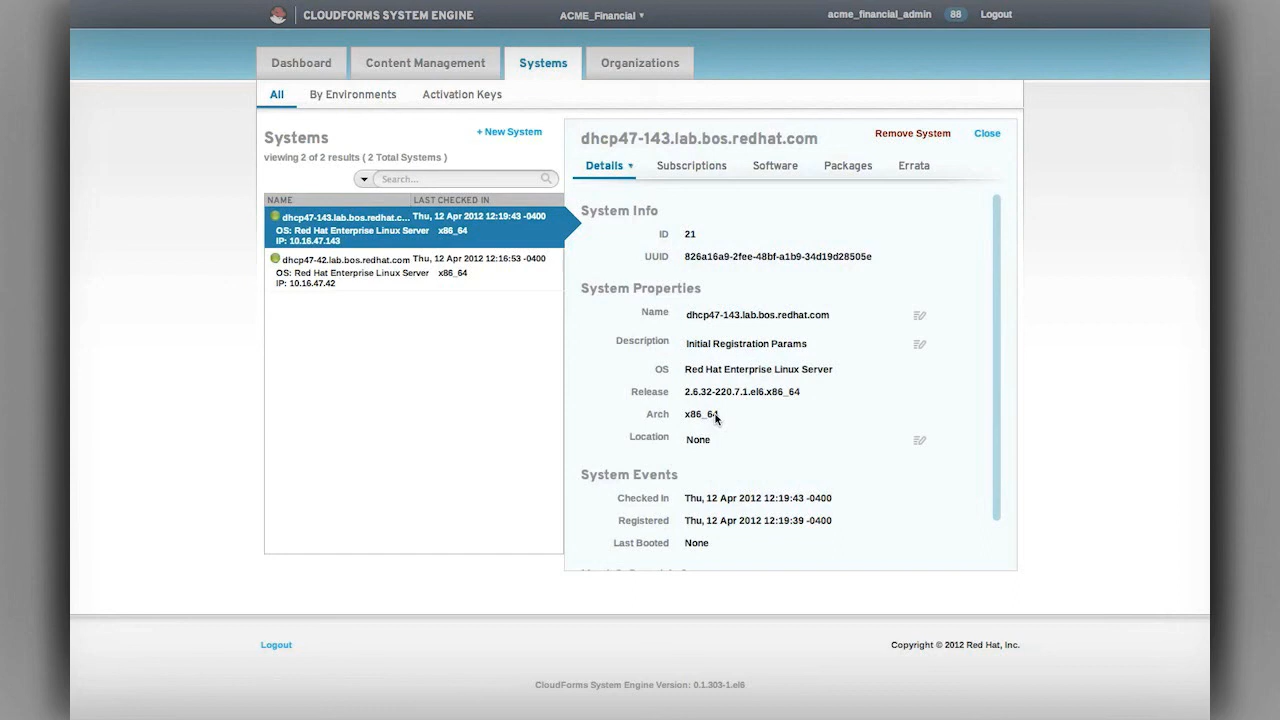 CLOUDFORMS SYSTEM ENGINE
ACME_Financial
acme_financial_admin 88 Logout
Dashboard Content Management Systems Organizations
All By Environments Activation Keys
Systems
+ New System
viewing 2 of 2 results ( 2 Total Systems )
Search...
NAME LAST CHECKED IN
dhcp47-143.lab.bos.redhat.c... Thu, 12 Apr 2012 12:19:43 -0400
OS: Red Hat Enterprise Linux Server x86_64
IP: 10.16.47.143
dhcp47-42.lab.bos.redhat.com Thu, 12 Apr 2012 12:16:53 -0400
OS: Red Hat Enterprise Linux Server x86_64
IP: 10.16.47.42
dhcp47-143.lab.bos.redhat.com Remove System Close
Details Subscriptions Software Packages Errata
System Info
ID 21
UUID 826a16a9-2fee-48bf-a1b9-34d19d28505e
System Properties
Name dhcp47-143.lab.bos.redhat.com
Description Initial Registration Params
OS Red Hat Enterprise Linux Server
Release 2.6.32-220.7.1.el6.x86_64
Arch x86_64
Location None
System Events
Checked In Thu, 12 Apr 2012 12:19:43 -0400
Registered Thu, 12 Apr 2012 12:19:39 -0400
Last Booted None
Logout
Copyright © 2012 Red Hat, Inc.
CloudForms System Engine Version: 0.1.303-1.el6